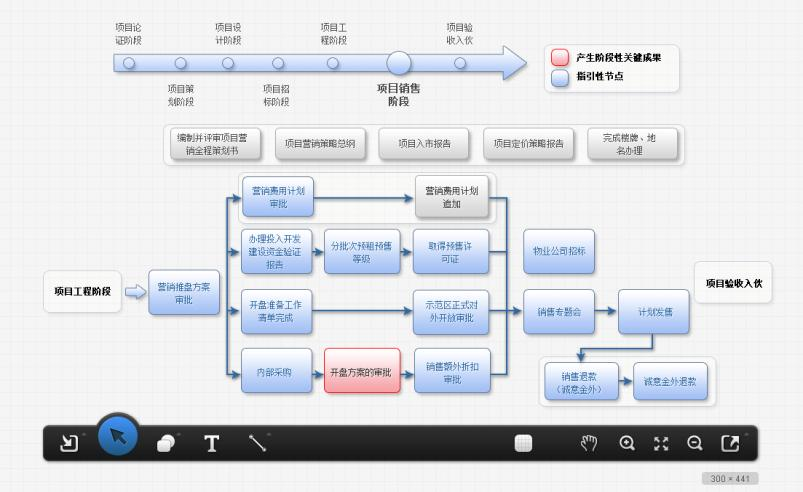 项目论
证阶段
项目设
计阶段
项目工
程阶段
项目验
收入伙
项目策
划阶段
项目招
标阶段
项目销售
阶段
产生阶段性关键成果
指引性节点
编制并评审项目营
销全程策划书
项目营销策略总纲
项目入市报告
项目定价策略报告
完成楼牌、地
名办理
营销费用计划
审批
营销费用计划
追加
办理投入开发
建设资金验证
报告
分批次预租预售
等级
取得预售许
可证
物业公司招标
项目工程阶段
营销推盘方案
审批
开盘准备工作
清单完成
示范区正式对
外开放审批
销售专题会
计划发售
项目验收入伙
内部采购
开盘方案的审批
销售额外折扣
审批
销售退款
（诚意金外）
诚意金外退款
T
300 × 441